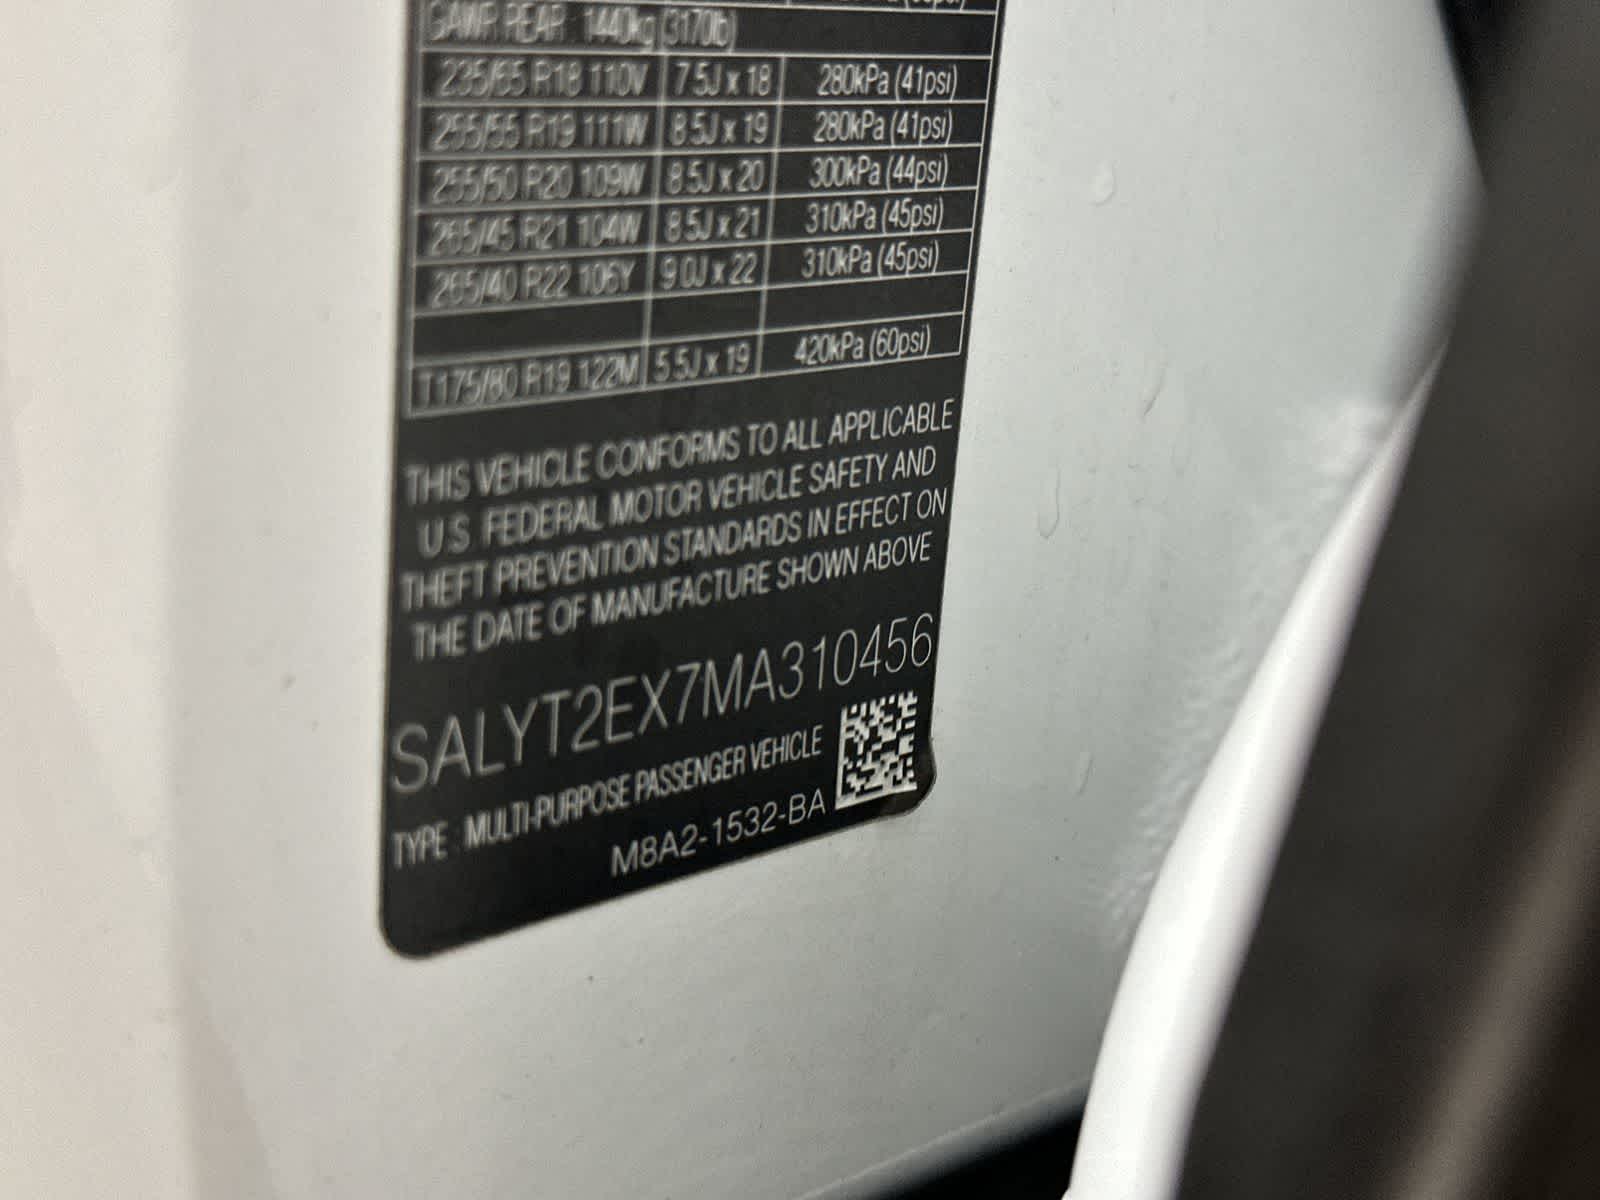 GAWR REAR : 1440kg (3170lb)
235/65 R18 110V 7.5J x 18 280kPa (41psi)
255/55 R19 111W 8.5J x 19 280kPa (41psi)
255/50 R20 109W 8.5J x 20 300kPa (44psi)
265/45 R21 104W 8.5J x 21 310kPa (45psi)
265/40 R22 106Y 9.0J x 22 310kPa (45psi)
T175/80 R19 122M 5.5J x 19 420kPa (60psi)
THIS VEHICLE CONFORMS TO ALL APPLICABLE
U.S. FEDERAL MOTOR VEHICLE SAFETY AND
THEFT PREVENTION STANDARDS IN EFFECT ON
THE DATE OF MANUFACTURE SHOWN ABOVE
SALYT2EX7MA310456
TYPE : MULTI-PURPOSE PASSENGER VEHICLE
M8A2-1532-BA